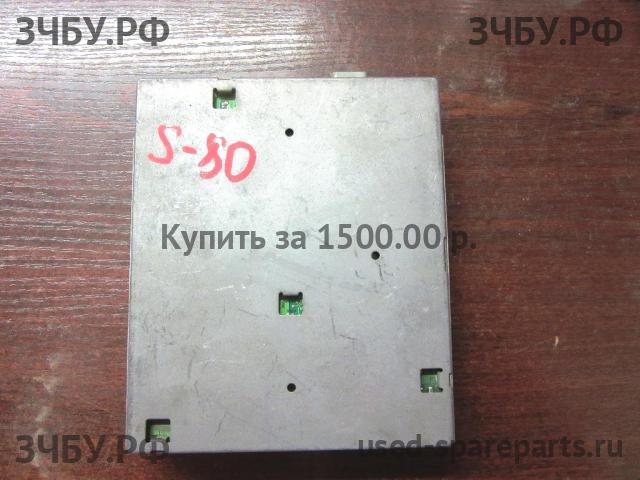 ЗЧБУ.РФ ЗЧБУ.РФ
S-80
Купить за 1500.00 р.
ЗЧБУ.РФ used-spareparts.ru